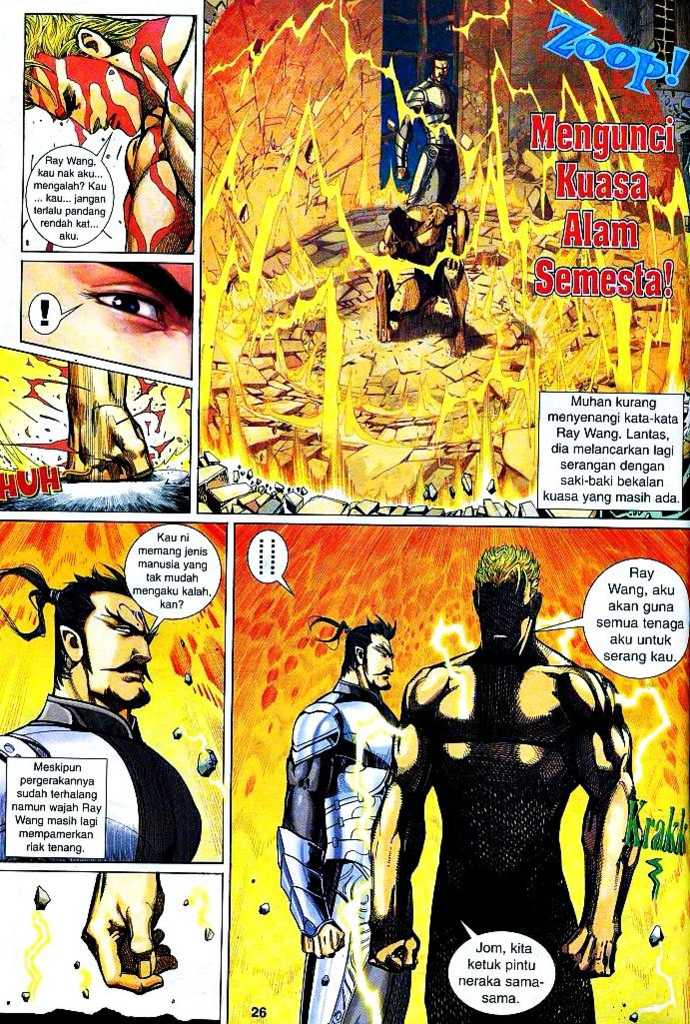 Ray Wang,
kau nak aku...
mengalah? Kau
... kau... jangan
terlalu pandang
rendah kat...
aku.
Zoop!
Mengunci
Kuasa
Alam
Semesta!
!
HUH
Muhan kurang
menyenangi kata-kata
Ray Wang. Lantas,
dia melancarkan lagi
serangan dengan
saki-baki bekalan
kuasa yang masih ada.
Kau ni
memang jenis
manusia yang
tak mudah
mengaku kalah,
kan?
Meskipun
pergerakannya
sudah terhalang
namun wajah Ray
Wang masih lagi
mempamerkan
riak tenang.
!!
Ray
Wang, aku
akan guna
semua tenaga
aku untuk
serang kau.
Krakk
Jom, kita
ketuk pintu
neraka sama-
sama.
26